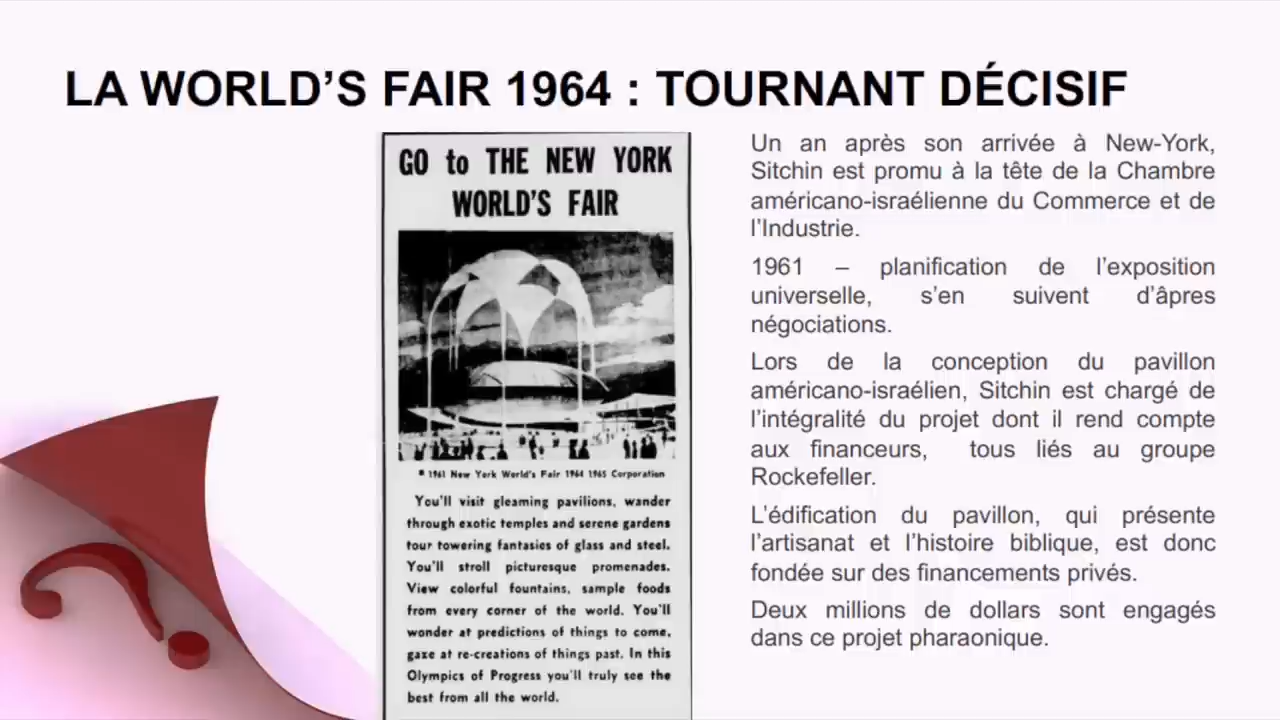 LA WORLD’S FAIR 1964 : TOURNANT DÉCISIF
GO to THE NEW YORK
WORLD'S FAIR
* 1961 New York World's Fair 1964 1965 Corporation
You'll visit gleaming pavilions, wander
through exotic temples and serene gardens
tour towering fantasies of glass and steel.
You'll stroll picturesque promenades.
View colorful fountains, sample foods
from every corner of the world. You'll
wonder at predictions of things to come,
gaze at re-creations of things past. In this
Olympics of Progress you'll truly see the
best from all the world.
Un an après son arrivée à New-York,
Sitchin est promu à la tête de la Chambre
américano-israélienne du Commerce et de
l’Industrie.
1961 – planification de l’exposition
universelle, s’en suivent d’âpres
négociations.
Lors de la conception du pavillon
américano-israélien, Sitchin est chargé de
l’intégralité du projet dont il rend compte
aux financeurs, tous liés au groupe
Rockefeller.
L’édification du pavillon, qui présente
l’artisanat et l’histoire biblique, est donc
fondée sur des financements privés.
Deux millions de dollars sont engagés
dans ce projet pharaonique.